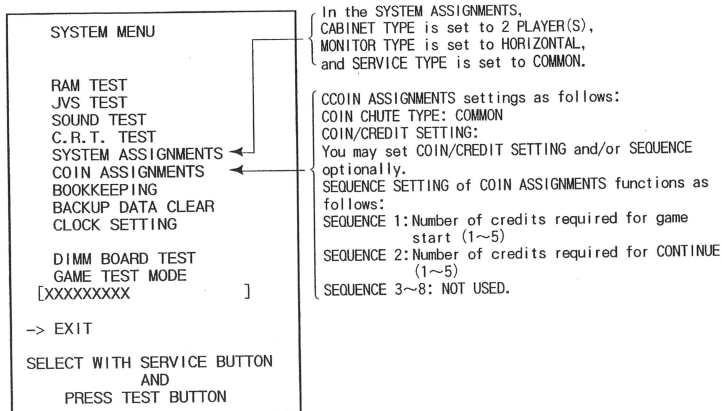 SYSTEM MENU
RAM TEST
JVS TEST
SOUND TEST
C.R.T. TEST
SYSTEM ASSIGNMENTS
COIN ASSIGNMENTS
BOOKKEEPING
BACKUP DATA CLEAR
CLOCK SETTING
DIMM BOARD TEST
GAME TEST MODE
[XXXXXXXXX ]
-> EXIT
SELECT WITH SERVICE BUTTON
AND
PRESS TEST BUTTON
In the SYSTEM ASSIGNMENTS,
CABINET TYPE is set to 2 PLAYER(S),
MONITOR TYPE is set to HORIZONTAL,
and SERVICE TYPE is set to COMMON.
CCOIN ASSIGNMENTS settings as follows:
COIN CHUTE TYPE: COMMON
COIN/CREDIT SETTING:
You may set COIN/CREDIT SETTING and/or SEQUENCE
optionally.
SEQUENCE SETTING of COIN ASSIGNMENTS functions as
follows:
SEQUENCE 1: Number of credits required for game
start (1~5)
SEQUENCE 2: Number of credits required for CONTINUE
(1~5)
SEQUENCE 3~8: NOT USED.